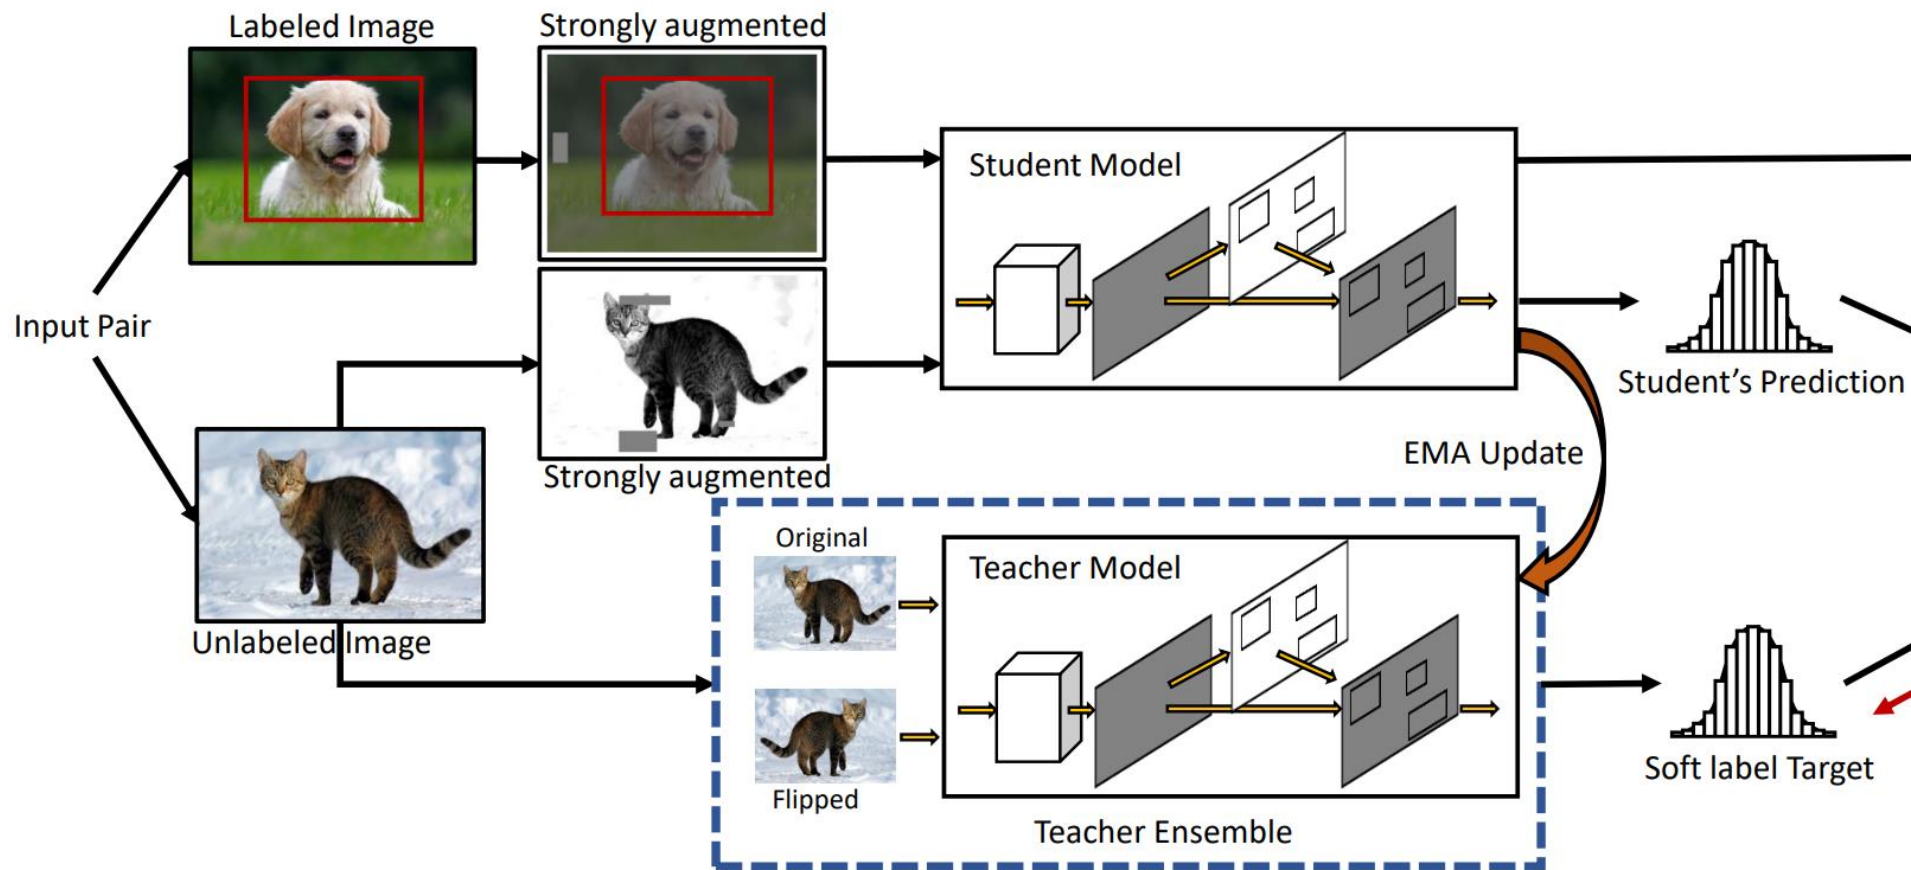 Labeled Image
Strongly augmented
Student Model
Input Pair
Student's Prediction
Strongly augmented
EMA Update
Unlabeled Image
Original
Teacher Model
Flipped
Soft label Target
Teacher Ensemble